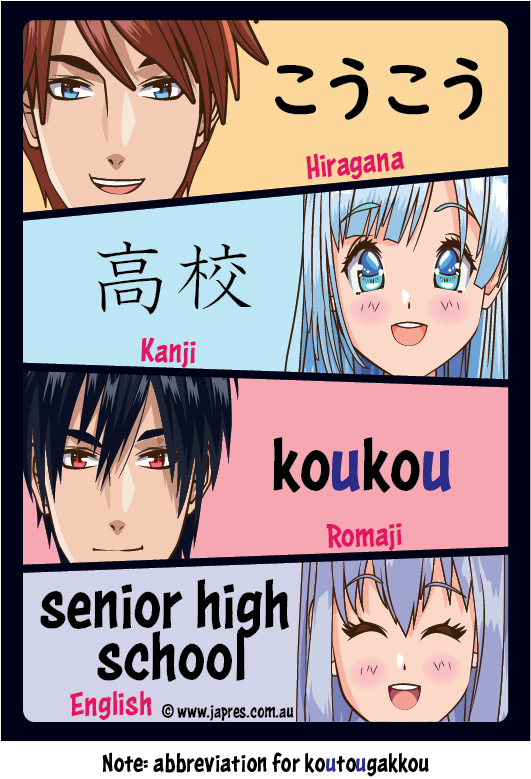 こうこう
Hiragana
高校
Kanji
koukou
Romaji
senior high
school
English © www.japres.com.au
Note: abbreviation for koutougakkou